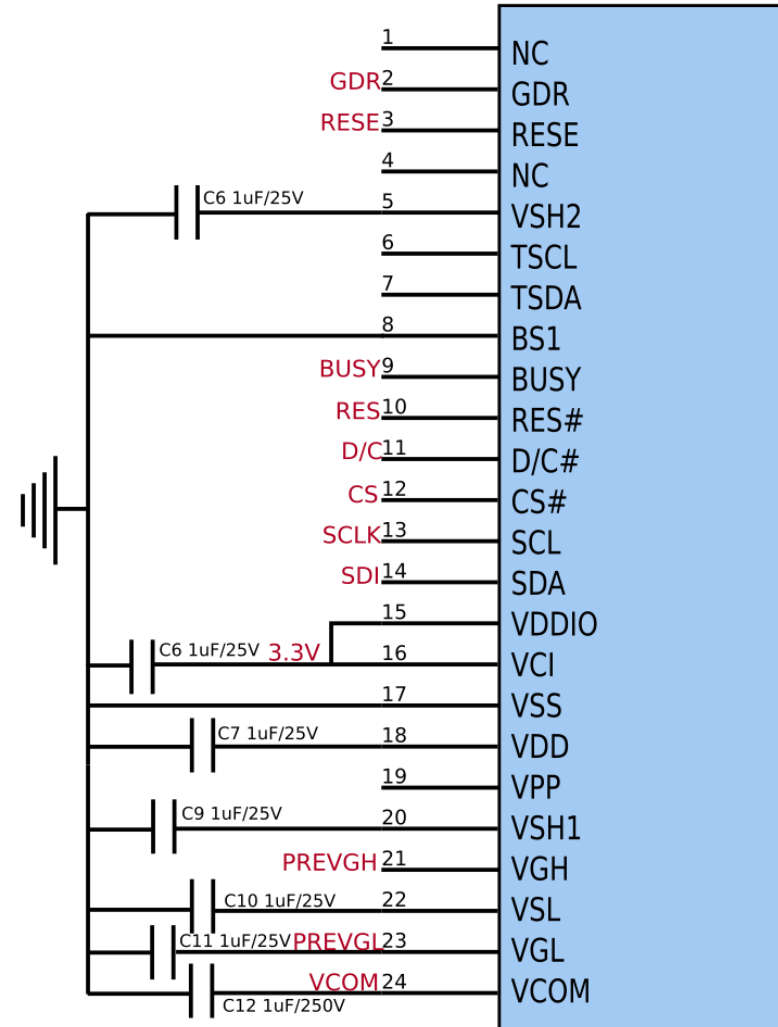 1 NC
GDR 2 GDR
RESE 3 RESE
4 NC
C6 1uF/25V 5 VSH2
6 TSCL
7 TSDA
8 BS1
BUSY 9 BUSY
RES 10 RES#
D/C 11 D/C#
CS 12 CS#
SCLK 13 SCL
SDI 14 SDA
15 VDDIO
C6 1uF/25V 3.3V 16 VCI
17 VSS
C7 1uF/25V 18 VDD
19 VPP
C9 1uF/25V 20 VSH1
PREVGH 21 VGH
C10 1uF/25V 22 VSL
C11 1uF/25V PREVGL 23 VGL
VCOM 24 VCOM
C12 1uF/250V